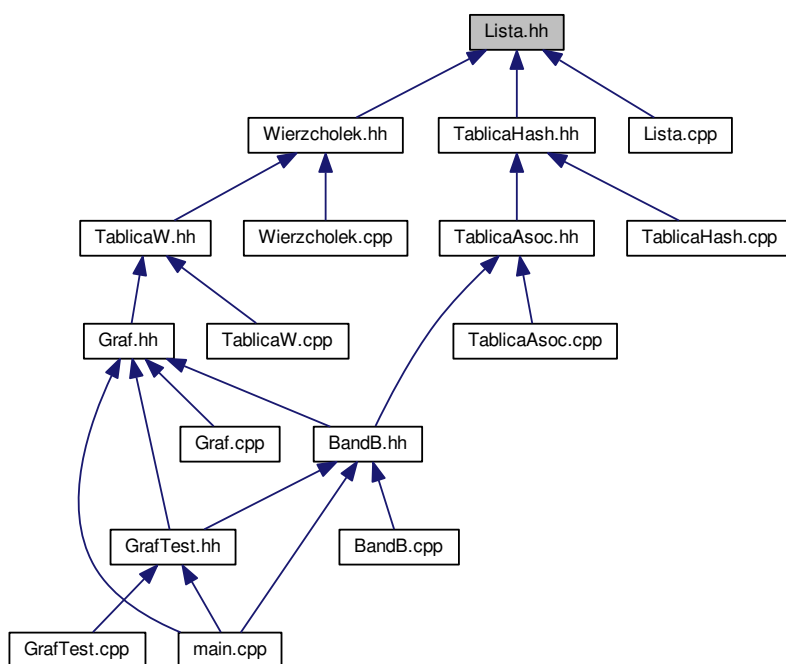 Lista.hh
Wierzcholek.hh
TablicaHash.hh
Lista.cpp
TablicaW.hh
Wierzcholek.cpp
TablicaAsoc.hh
TablicaHash.cpp
Graf.hh
TablicaW.cpp
TablicaAsoc.cpp
Graf.cpp
BandB.hh
GrafTest.hh
BandB.cpp
GrafTest.cpp
main.cpp